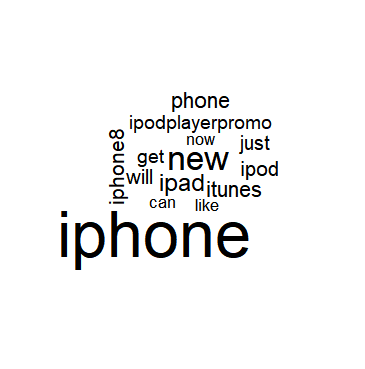 phone
ipodplayerpromo
iphone8
now
just
get
new
ipod
will
ipad
itunes
can
like
iphone